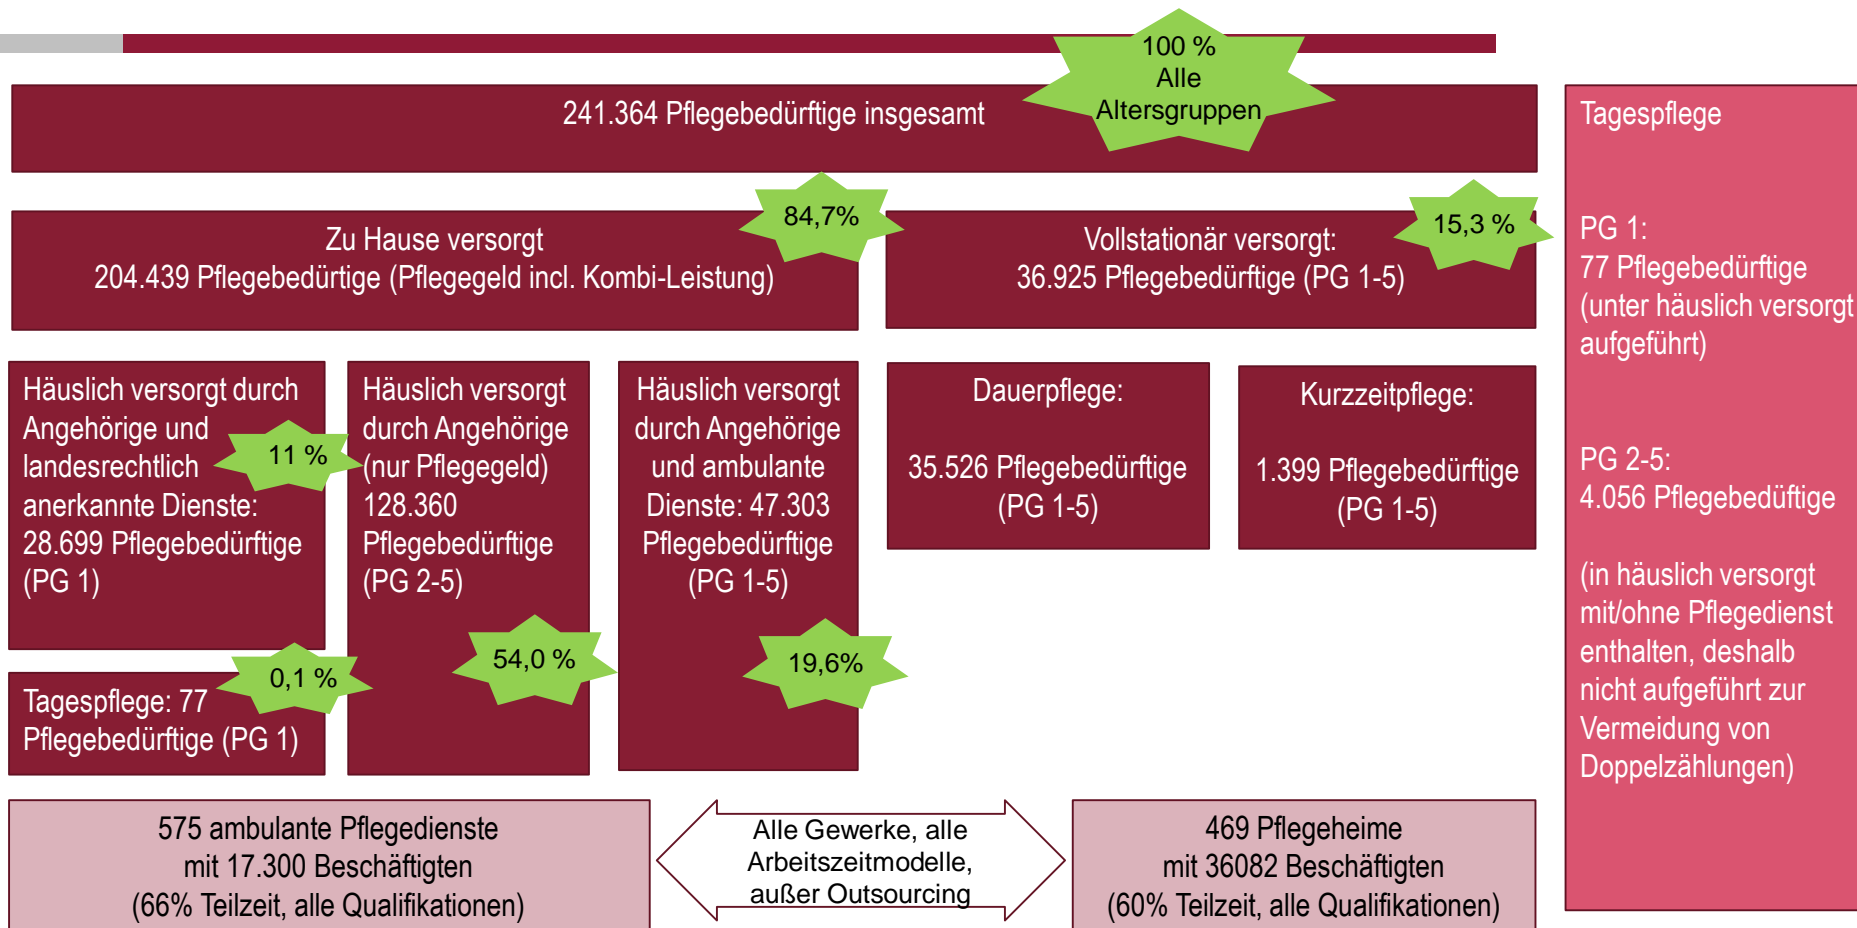 100 %
Alle
Altersgruppen
241.364 Pflegebedürftige insgesamt
84,7%
Zu Hause versorgt
204.439 Pflegebedürtige (Pflegegeld incl. Kombi-Leistung)
15,3 %
Vollstationär versorgt:
36.925 Pflegebedürftige (PG 1-5)
Häuslich versorgt durch
Angehörige und
landesrechtlich
anerkannte Dienste:
28.699 Pflegebedürftige
(PG 1)
11 %
Tagespflege: 77
Pflegebedürftige (PG 1)
0,1 %
Häuslich versorgt
durch Angehörige
(nur Pflegegeld)
128.360
Pflegebedürftige
(PG 2-5)
54,0 %
Häuslich versorgt
durch Angehörige
und ambulante
Dienste: 47.303
Pflegebedürftige
(PG 1-5)
19,6%
Dauerpflege:
35.526 Pflegebedürftige
(PG 1-5)
Kurzzeitpflege:
1.399 Pflegebedürftige
(PG 1-5)
Tagespflege
PG 1:
77 Pflegebedürftige
(unter häuslich versorgt
aufgeführt)
PG 2-5:
4.056 Pflegebedüftige
(in häuslich versorgt
mit/ohne Pflegedienst
enthalten, deshalb
nicht aufgeführt zur
Vermeidung von
Doppelzählungen)
575 ambulante Pflegedienste
mit 17.300 Beschäftigten
(66% Teilzeit, alle Qualifikationen)
Alle Gewerke, alle
Arbeitszeitmodelle,
außer Outsourcing
469 Pflegeheime
mit 36082 Beschäftigten
(60% Teilzeit, alle Qualifikationen)